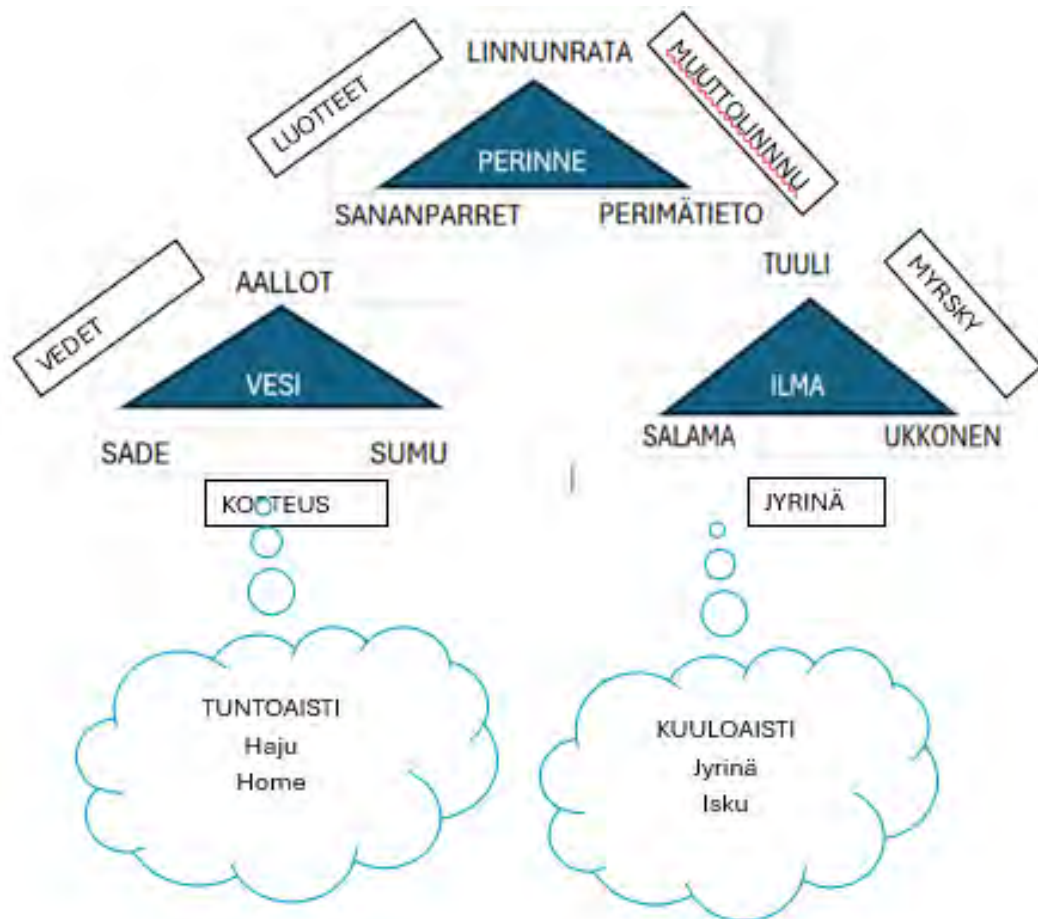 LINNUNRATA
LUOTTEET
MUUTTOLINNNU
PERINNE
SANANPARRET
PERIMÄTIETO
AALLOT
TUULI
VEDET
MYRSKY
VESI
ILMA
SADE
SUMU
SALAMA
UKKONEN
KOSTEUS
JYRINÄ
TUNTOAISTI
Haju
Home
KUULOAISTI
Jyrinä
Isku